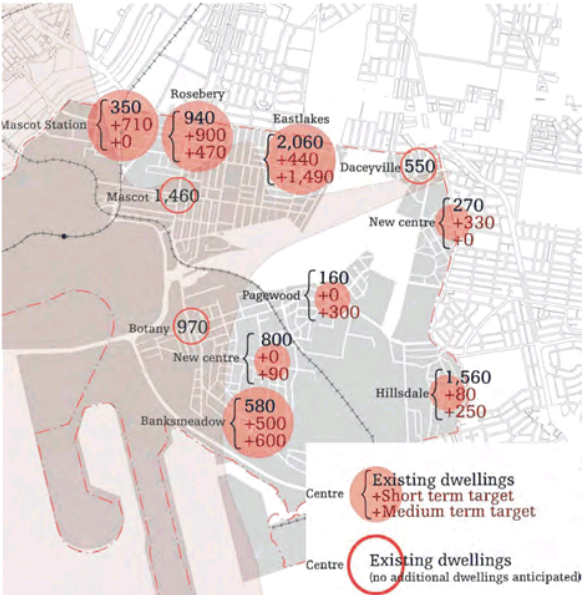 Rosebery
350
Mascot Station
+710
+0
940
+900
+470
Eastlakes
2,060
+440
+1,490
Daceyville 550
Mascot 1,460
270
New centre +330
+0
160
Pagewood +0
+300
Botany 970
800
New centre +0
+90
Hillsdale
1,560
+80
+250
580
Banksmeadow +500
+600
Existing dwellings
Centre +Short term target
+Medium term target
Centre Existing dwellings
(no additional dwellings anticipated)